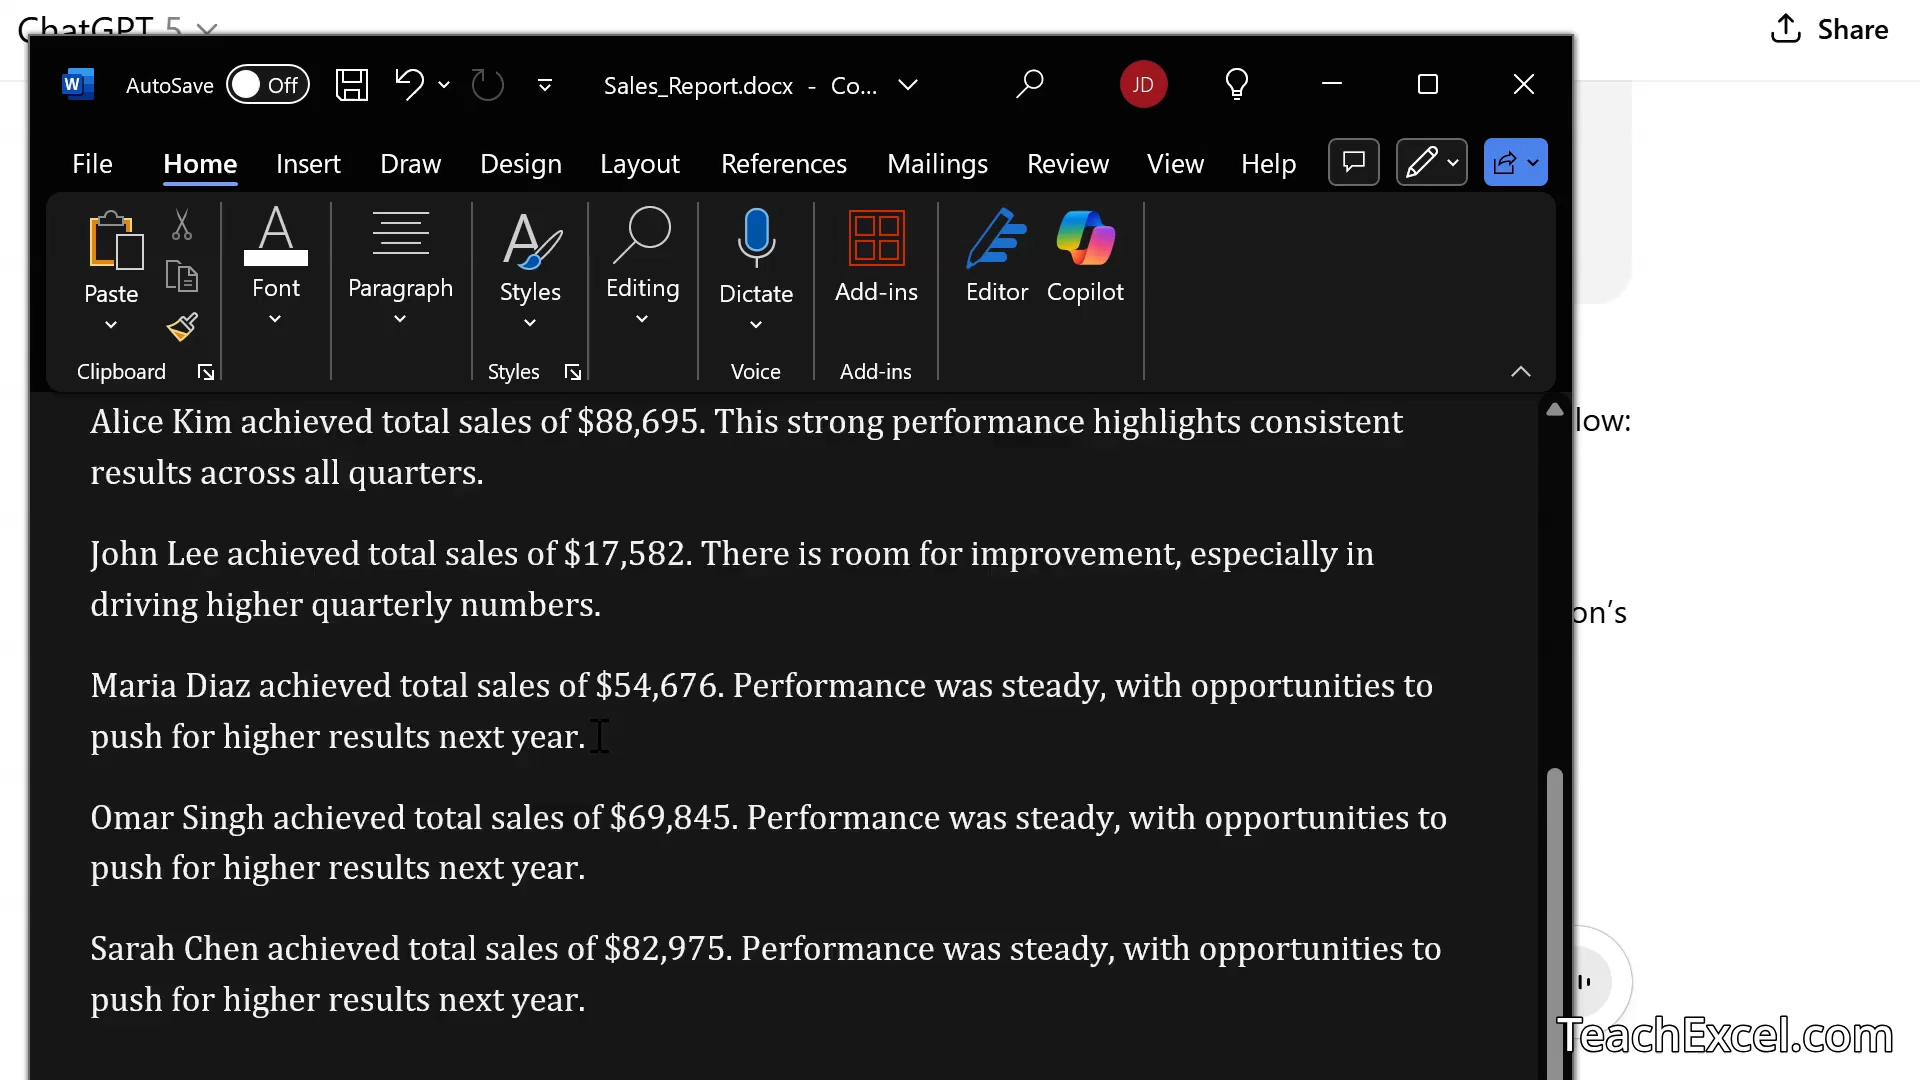 ChatGPT 5
Share
W
AutoSave
Off
Sales_Report.docx - Co...
JD
File
Home
Insert
Draw
Design
Layout
References
Mailings
Review
View
Help
Paste
Font
Paragraph
Styles
Editing
Dictate
Add-ins
Editor
Copilot
Clipboard
Styles
Voice
Add-ins
Alice Kim achieved total sales of $88,695. This strong performance highlights consistent
results across all quarters.
John Lee achieved total sales of $17,582. There is room for improvement, especially in
driving higher quarterly numbers.
Maria Diaz achieved total sales of $54,676. Performance was steady, with opportunities to
push for higher results next year.
Omar Singh achieved total sales of $69,845. Performance was steady, with opportunities to
push for higher results next year.
Sarah Chen achieved total sales of $82,975. Performance was steady, with opportunities to
push for higher results next year.
low:
on's
TeachExcel.com